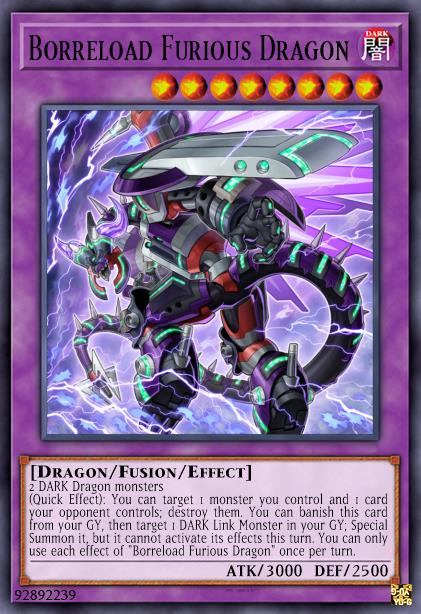 Borreload Furious Dragon
DARK
闇
[Dragon/Fusion/Effect]
2 DARK Dragon monsters
(Quick Effect): You can target 1 monster you control and 1 card
your opponent controls; destroy them. You can banish this card
from your GY, then target 1 DARK Link Monster in your GY; Special
Summon it, but it cannot activate its effects this turn. You can only
use each effect of "Borreload Furious Dragon" once per turn.
ATK/3000 DEF/2500
92892239